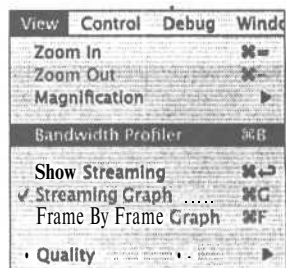 View Control Debug Windo
Zoom In ⌘=
Zoom Out ⌘-
Magnification ▶
Bandwidth Profiler ⌘B
Show Streaming ⌘↩
✓ Streaming Graph ..... ⌘G
Frame By Frame Graph ⌘F
• Quality ▶